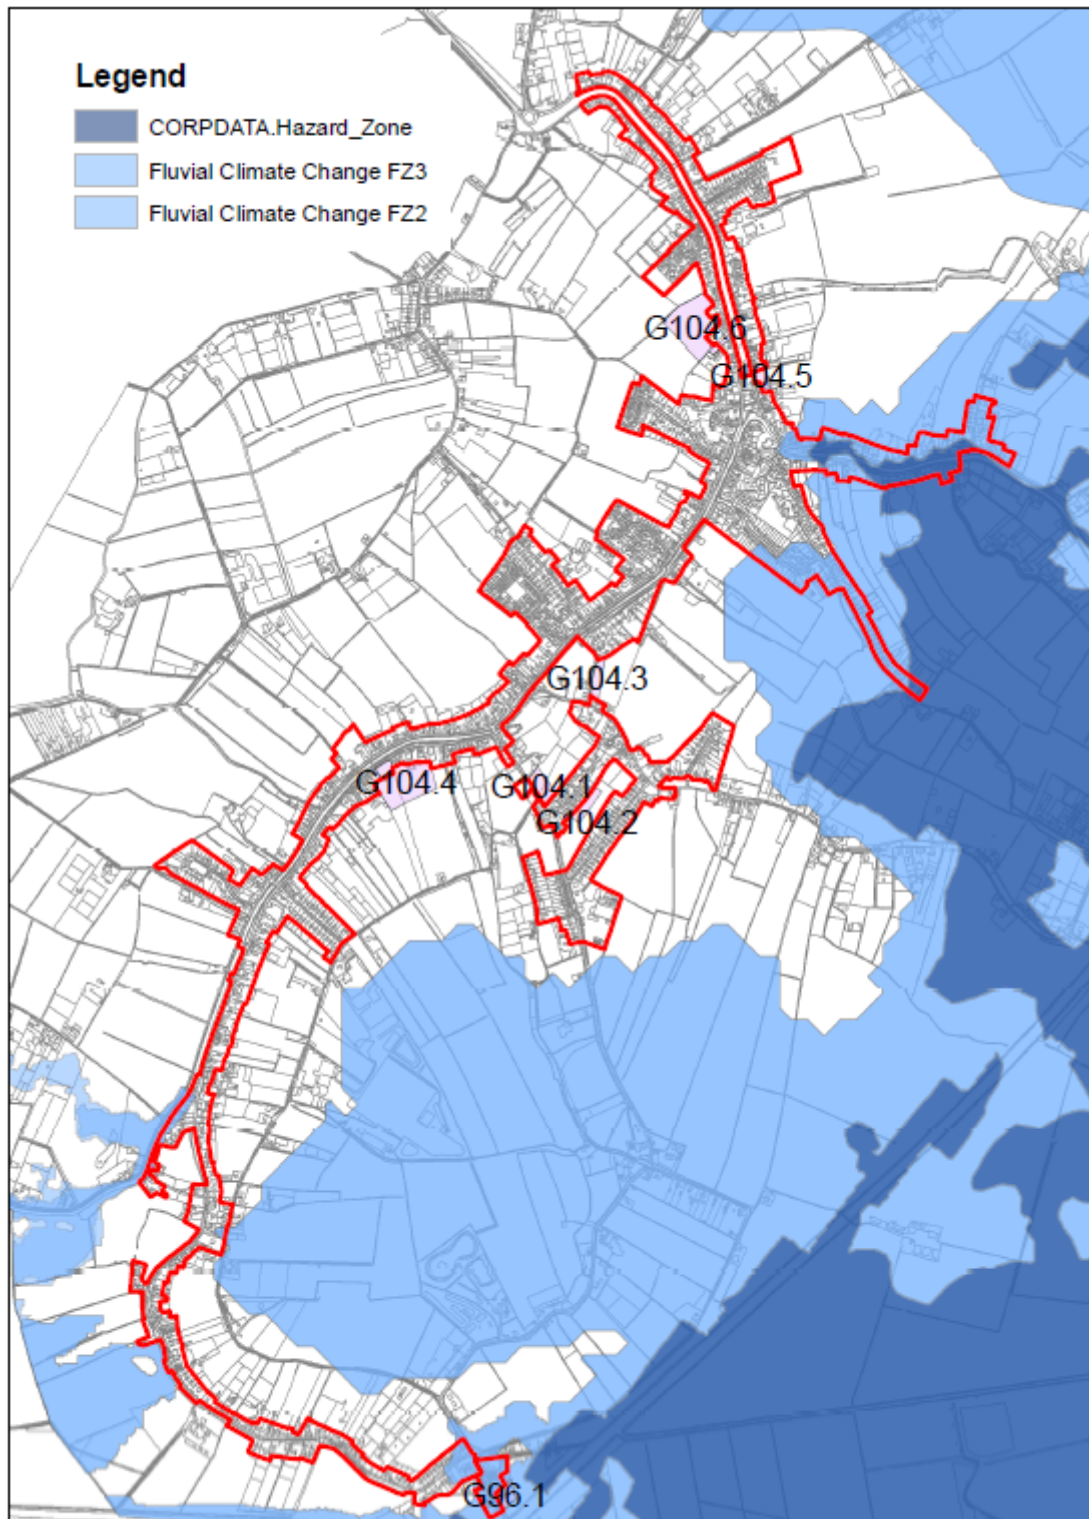 Legend
CORPDATA.Hazard_Zone
Fluvial Climate Change FZ3
Fluvial Climate Change FZ2
G104.6
G104.5
G104.3
G104.4
G104.1
G104.2
G96.1